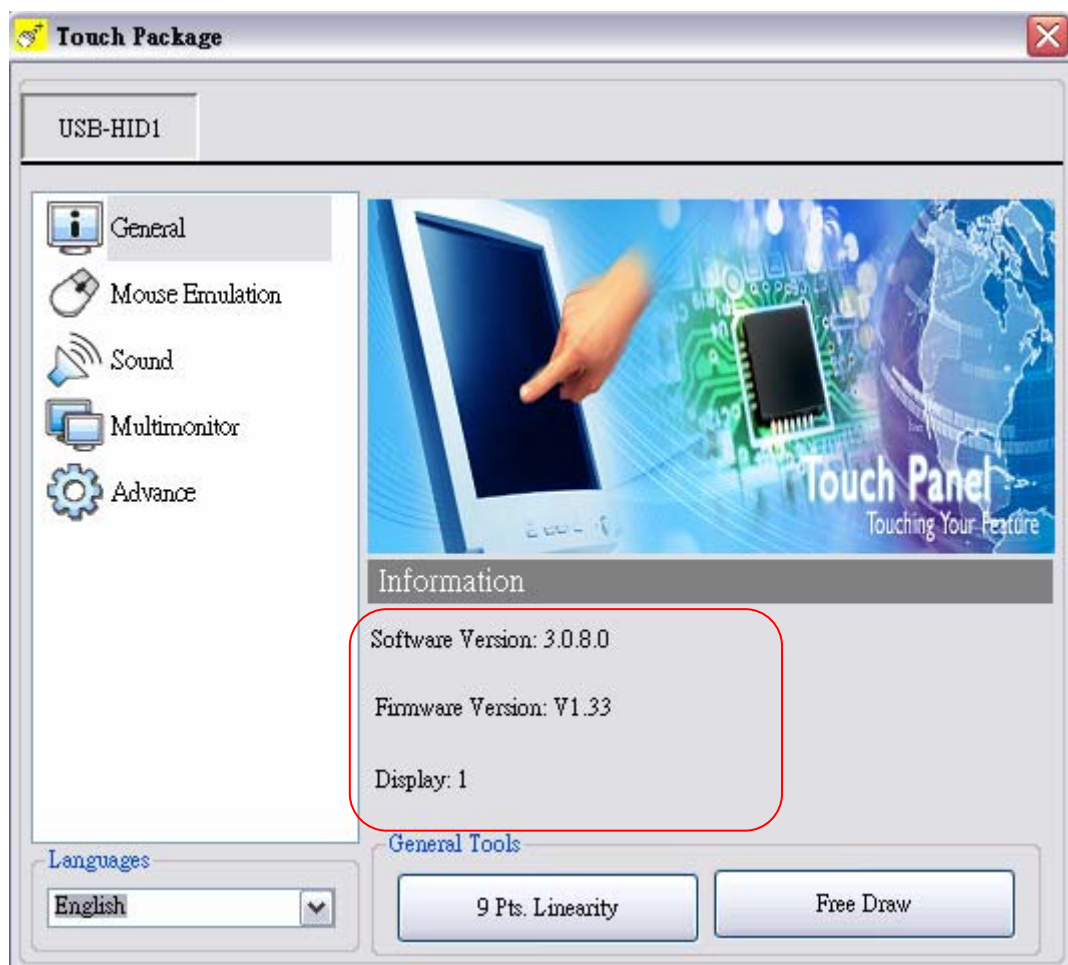 Touch Package
USB-HID1
General
Mouse Emulation
Sound
Multimonitor
Advance
Touch Panel
Touching Your Feature
Information
Software Version: 3.0.8.0
Firmware Version: V1.33
Display: 1
Languages
English
General Tools
9 Pts. Linearity
Free Draw